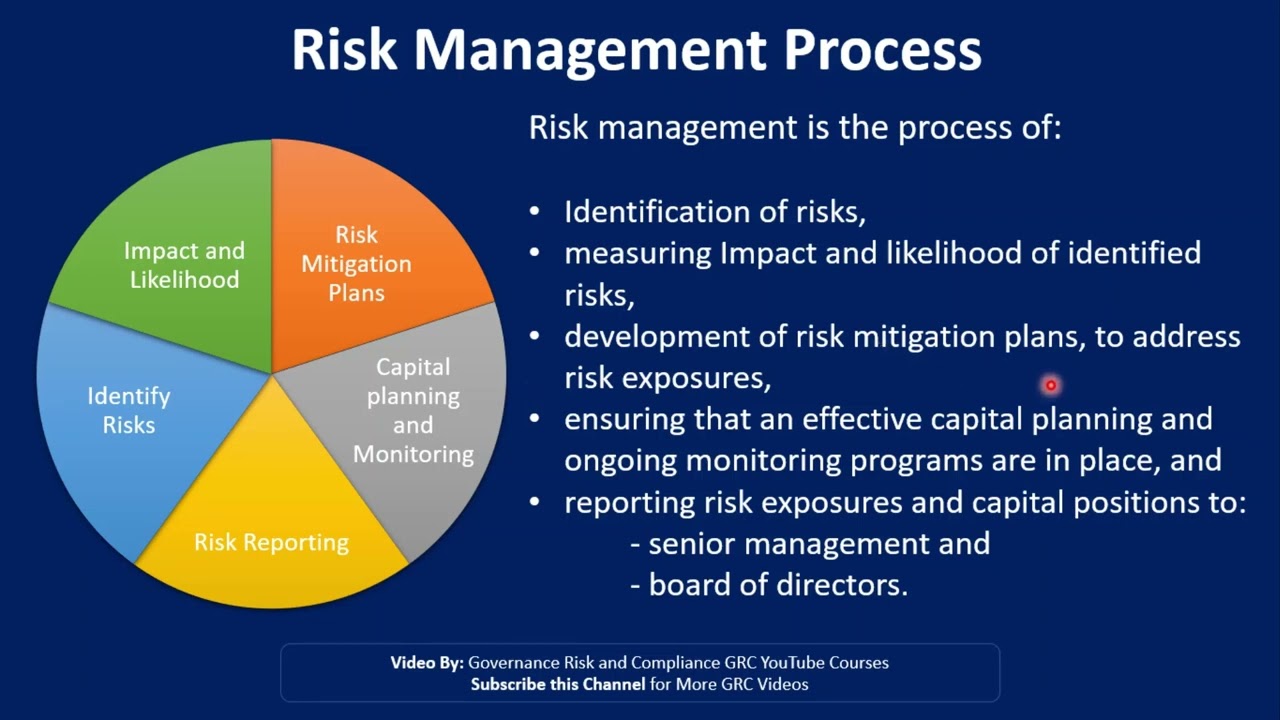 Risk Management Process
Impact and
Likelihood
Risk
Mitigation
Plans
Capital
planning
and
Monitoring
Identify
Risks
Risk Reporting
Risk management is the process of:
• Identification of risks,
• measuring Impact and likelihood of identified
risks,
• development of risk mitigation plans, to address
risk exposures,
• ensuring that an effective capital planning and
ongoing monitoring programs are in place, and
• reporting risk exposures and capital positions to:
- senior management and
- board of directors.
Video By: Governance Risk and Compliance GRC YouTube Courses
Subscribe this Channel for More GRC Videos